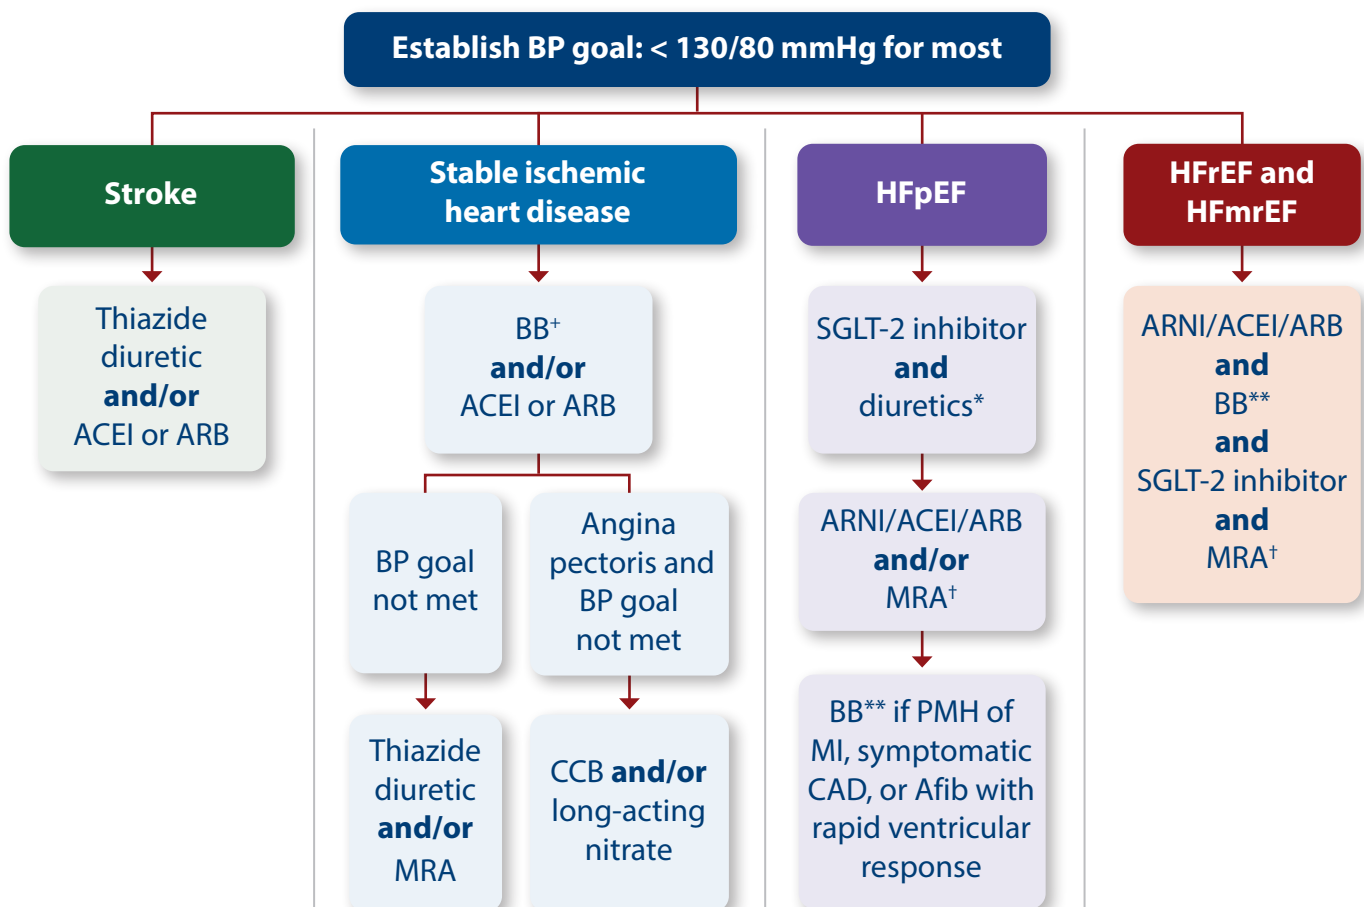 Establish BP goal: < 130/80 mmHg for most
Stroke
Thiazide
diuretic
and/or
ACEI or ARB
Stable ischemic
heart disease
BB⁺
and/or
ACEI or ARB
BP goal
not met
Thiazide
diuretic
and/or
MRA
Angina
pectoris and
BP goal
not met
CCB and/or
long-acting
nitrate
HFpEF
SGLT-2 inhibitor
and
diuretics*
ARNI/ACEI/ARB
and/or
MRA†
BB** if PMH of
MI, symptomatic
CAD, or Afib with
rapid ventricular
response
HFrEF and
HFmrEF
ARNI/ACEI/ARB
and
BB**
and
SGLT-2 inhibitor
and
MRA†